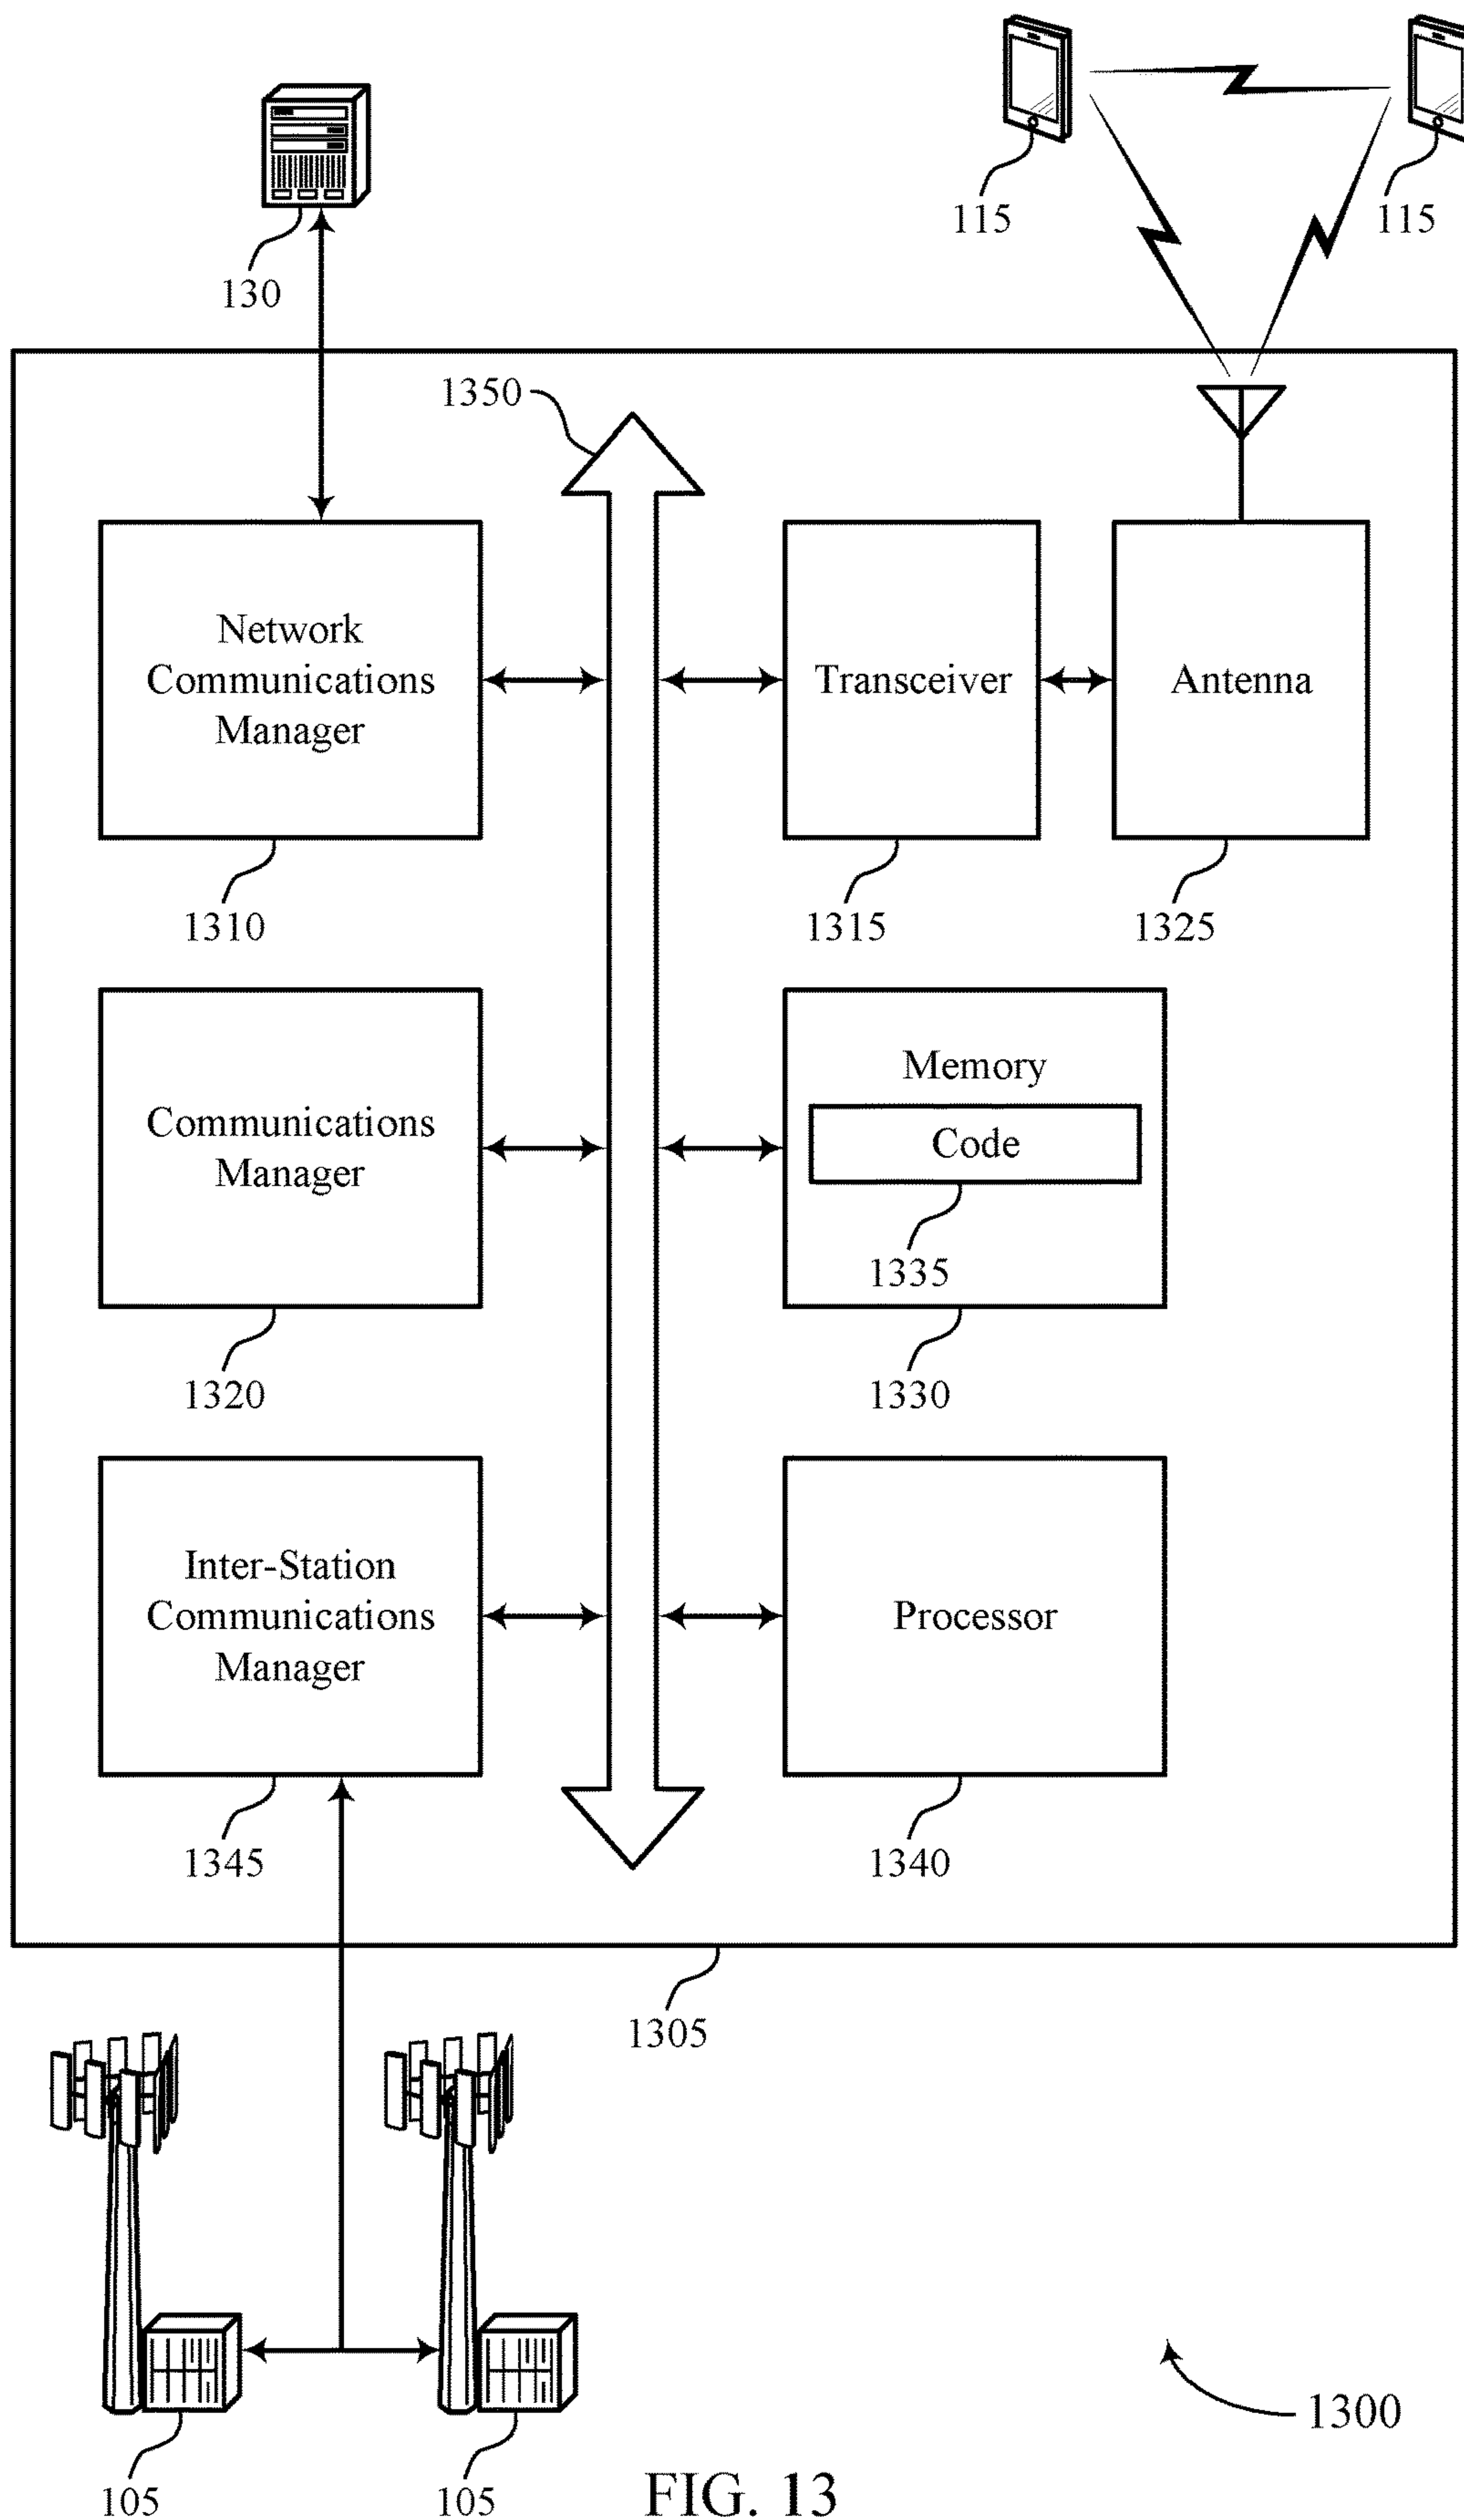 115
115
130
1350
Network
Communications
Manager
Transceiver
Antenna
1310
1315
1325
Communications
Manager
Memory
Code
1335
1320
1330
Inter-Station
Communications
Manager
Processor
1345
1340
1305
1300
105
105
FIG. 13